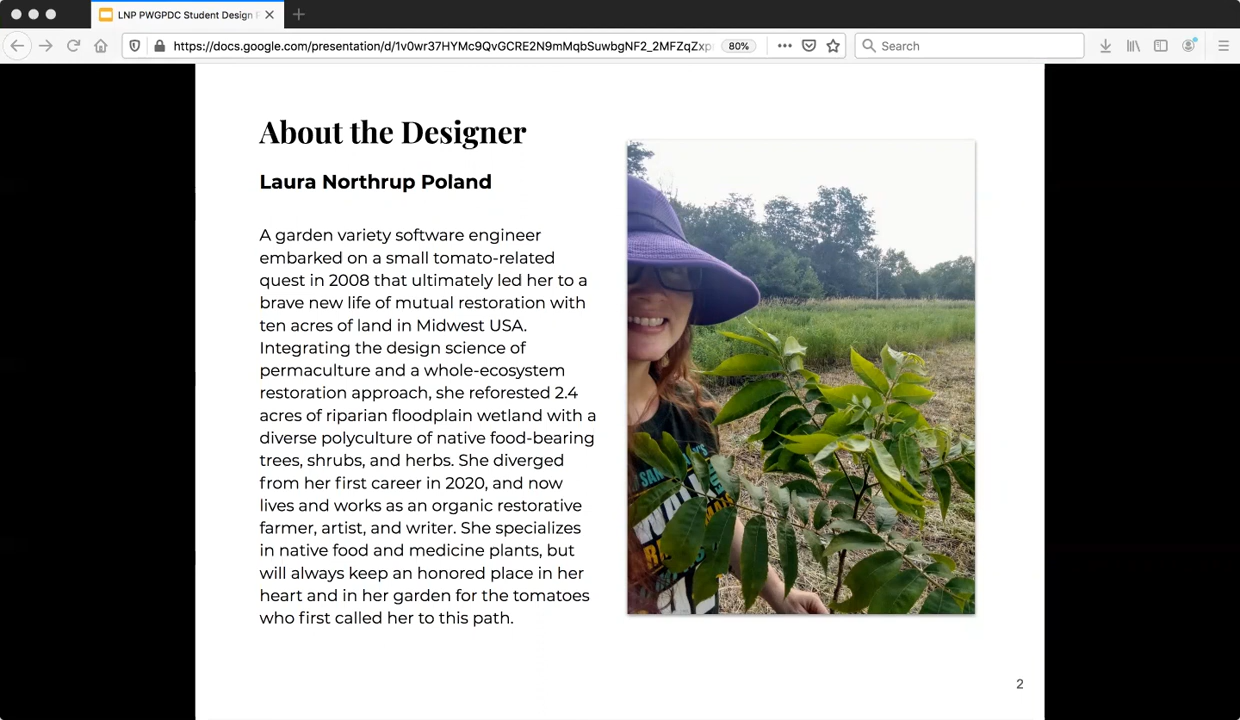 LNP PWGPDC Student Design
https://docs.google.com/presentation/d/1v0wr37HYMc9QvGCRE2N9mMqbSuwbgNF2_2MFZqZxp
80%
Search
About the Designer
Laura Northrup Poland
A garden variety software engineer
embarked on a small tomato-related
quest in 2008 that ultimately led her to a
brave new life of mutual restoration with
ten acres of land in Midwest USA.
Integrating the design science of
permaculture and a whole-ecosystem
restoration approach, she reforested 2.4
acres of riparian floodplain wetland with a
diverse polyculture of native food-bearing
trees, shrubs, and herbs. She diverged
from her first career in 2020, and now
lives and works as an organic restorative
farmer, artist, and writer. She specializes
in native food and medicine plants, but
will always keep an honored place in her
heart and in her garden for the tomatoes
who first called her to this path.
2